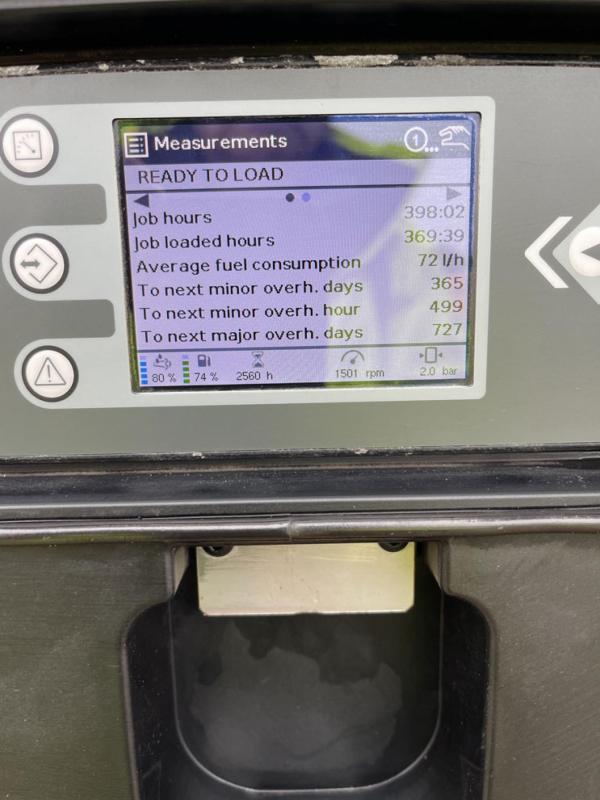 Measurements 1...
READY TO LOAD
Job hours 398:02
Job loaded hours 369:39
Average fuel consumption 72 l/h
To next minor overh. days 365
To next minor overh. hour 499
To next major overh. days 727
80 % 74 % 2560 h 1501 rpm 2.0 bar